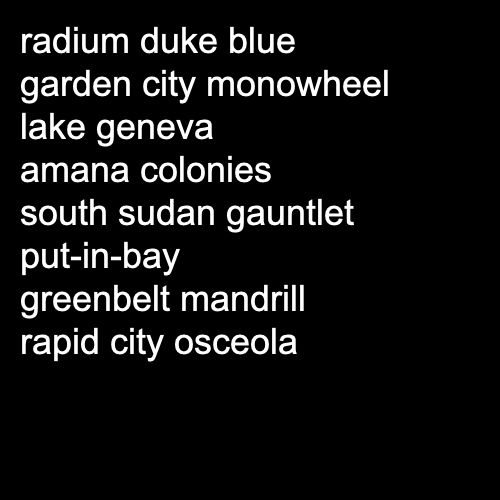 radium duke blue
garden city monowheel
lake geneva
amana colonies
south sudan gauntlet
put-in-bay
greenbelt mandrill
rapid city osceola